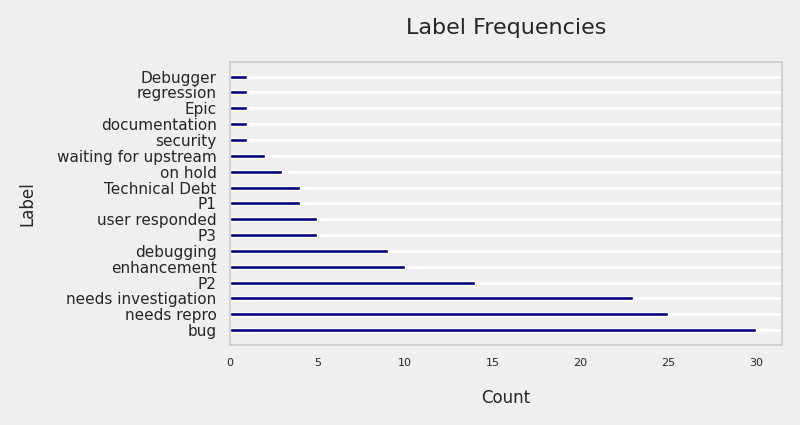 Label Frequencies
Debugger
regression
Epic
documentation
security
waiting for upstream
on hold
Technical Debt
P1
user responded
P3
debugging
enhancement
P2
needs investigation
needs repro
bug
Label
0 5 10 15 20 25 30
Count